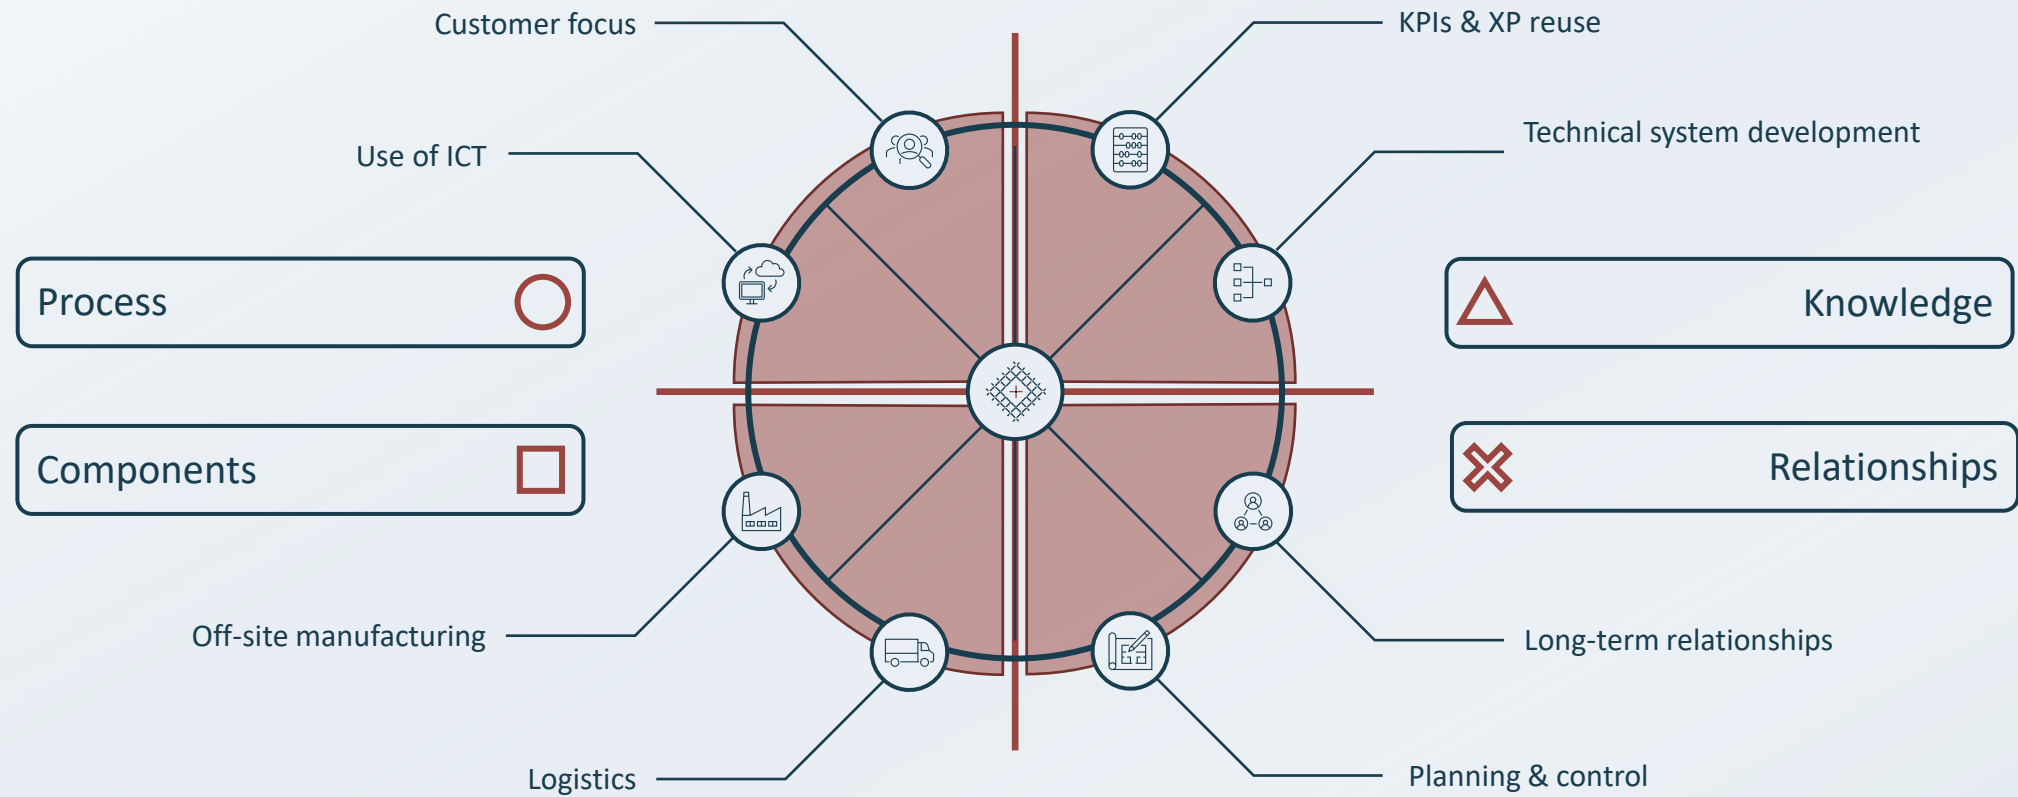 Customer focus
KPIs & XP reuse
Technical system development
Use of ICT
Process
Knowledge
Components
Relationships
Off-site manufacturing
Long-term relationships
Logistics
Planning & control